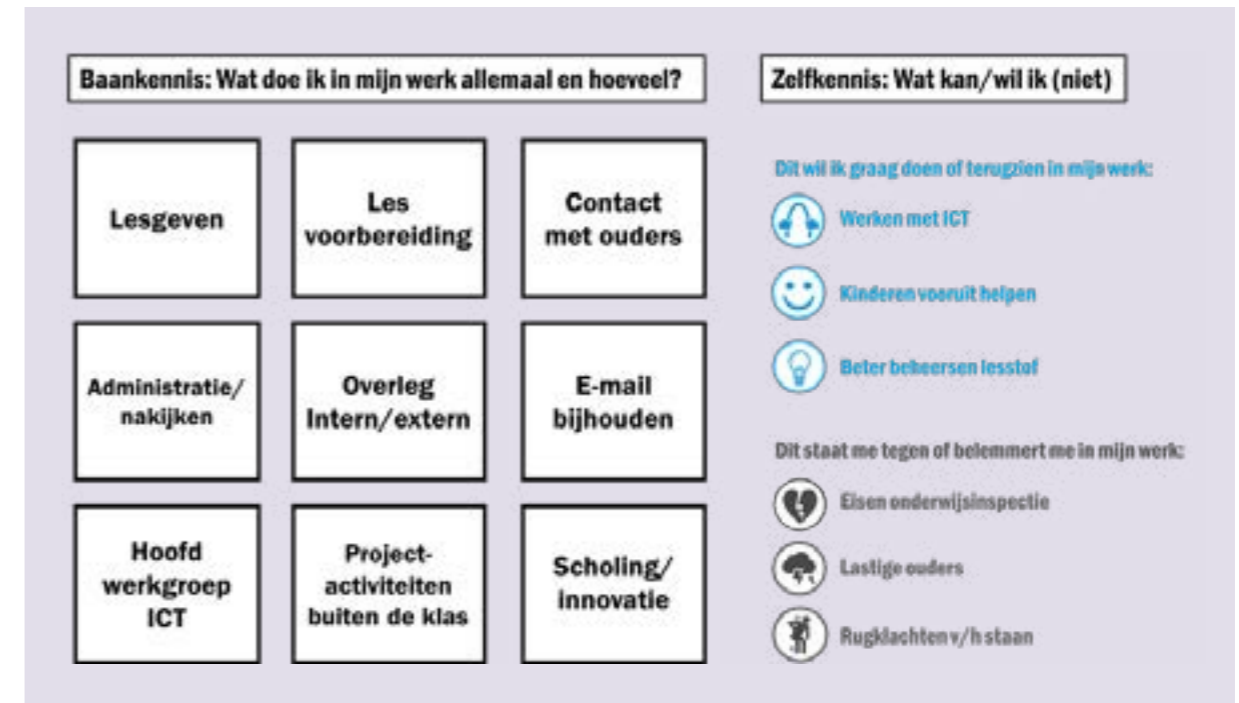 Baankennis: Wat doe ik in mijn werk allemaal en hoeveel?
Lesgeven
Les
voorbereiding
Contact
met ouders
Administratie/
nakijken
Overleg
Intern/extern
E-mail
bijhouden
Hoofd
werkgroep
ICT
Project-
activiteiten
buiten de klas
Scholing/
innovatie
Zelfkennis: Wat kan/wil ik (niet)
Dit wil ik graag doen of terugzien in mijn werk:
Werken met ICT
Kinderen vooruit helpen
Beter beheersen lesstof
Dit staat me tegen of belemmert me in mijn werk:
Eisen onderwijsinspectie
Lastige ouders
Rugklachten v/h staan